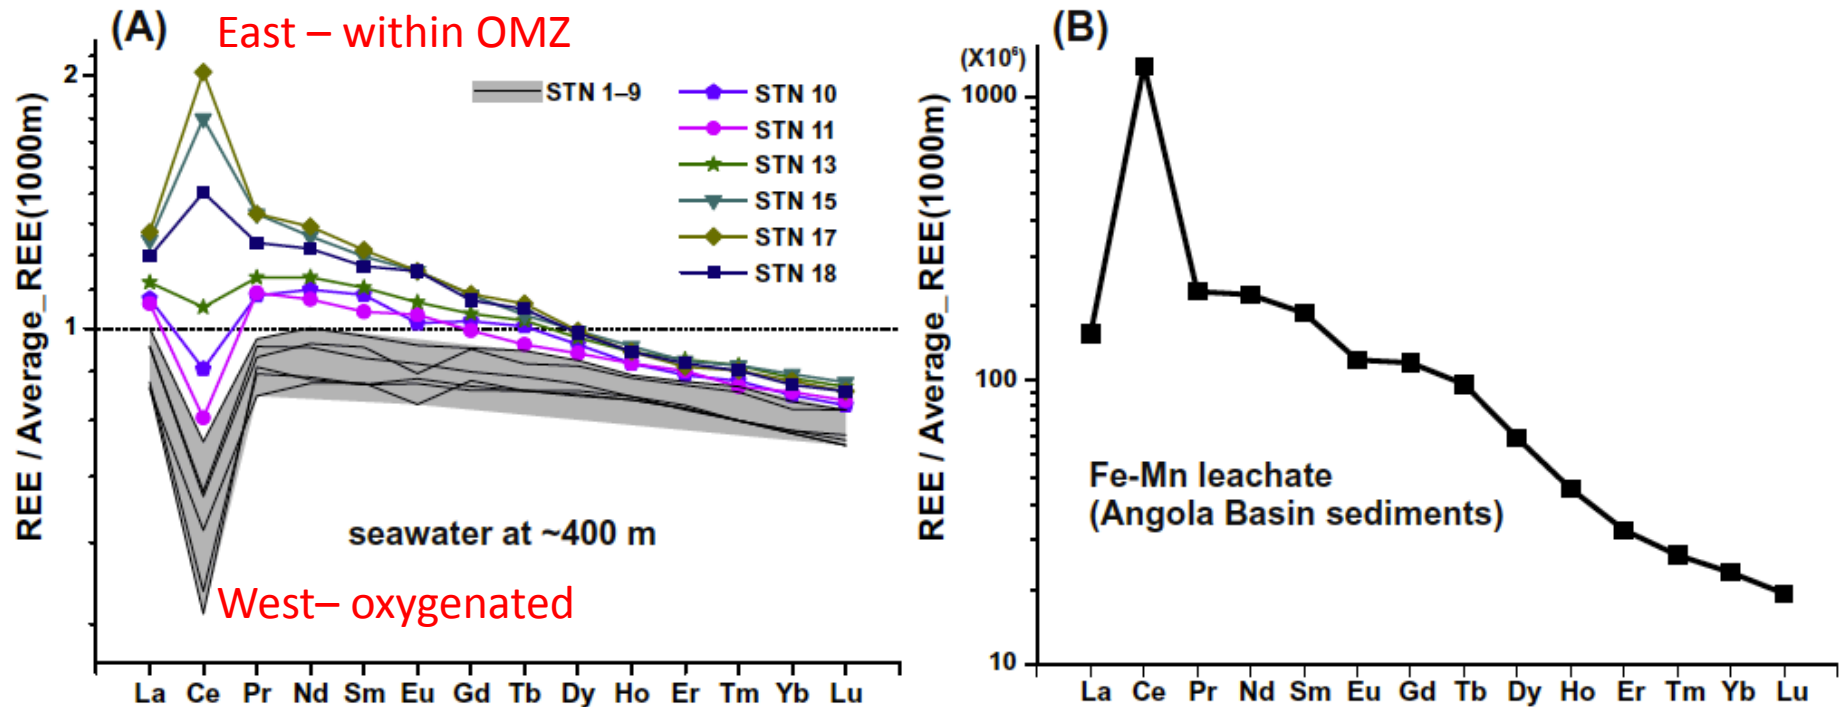 (A)
East – within OMZ
2
1
REE / Average_REE(1000m)
STN 1–9
STN 10
STN 11
STN 13
STN 15
STN 17
STN 18
seawater at ~400 m
West– oxygenated
La Ce Pr Nd Sm Eu Gd Tb Dy Ho Er Tm Yb Lu
(B)
(X10⁶)
1000
100
10
REE / Average_REE(1000m)
Fe-Mn leachate
(Angola Basin sediments)
La Ce Pr Nd Sm Eu Gd Tb Dy Ho Er Tm Yb Lu